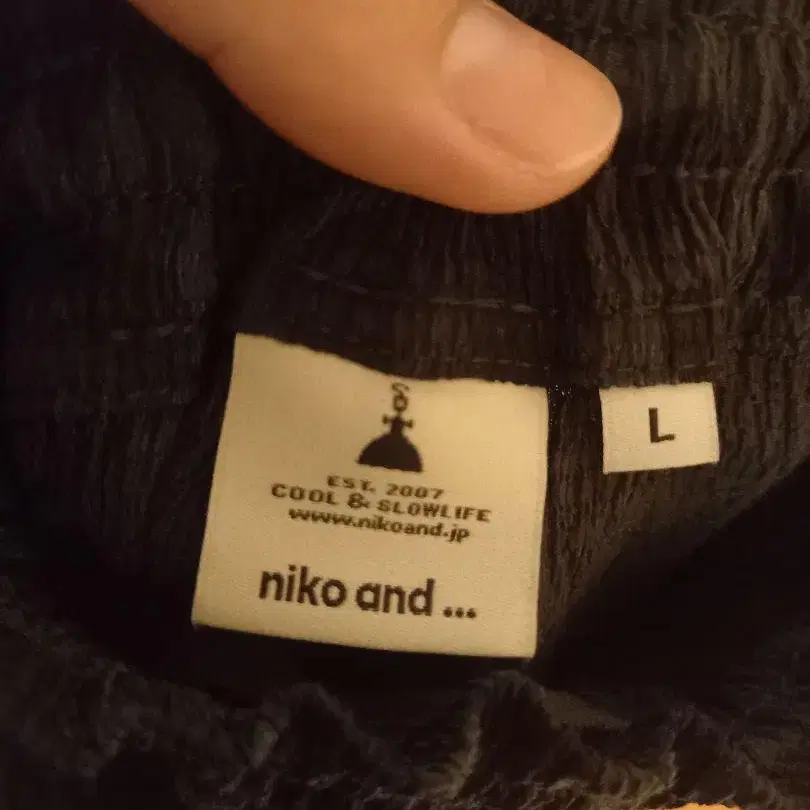 EST. 2007
COOL & SLOWLIFE
www.nikoand.jp
niko and ...
L